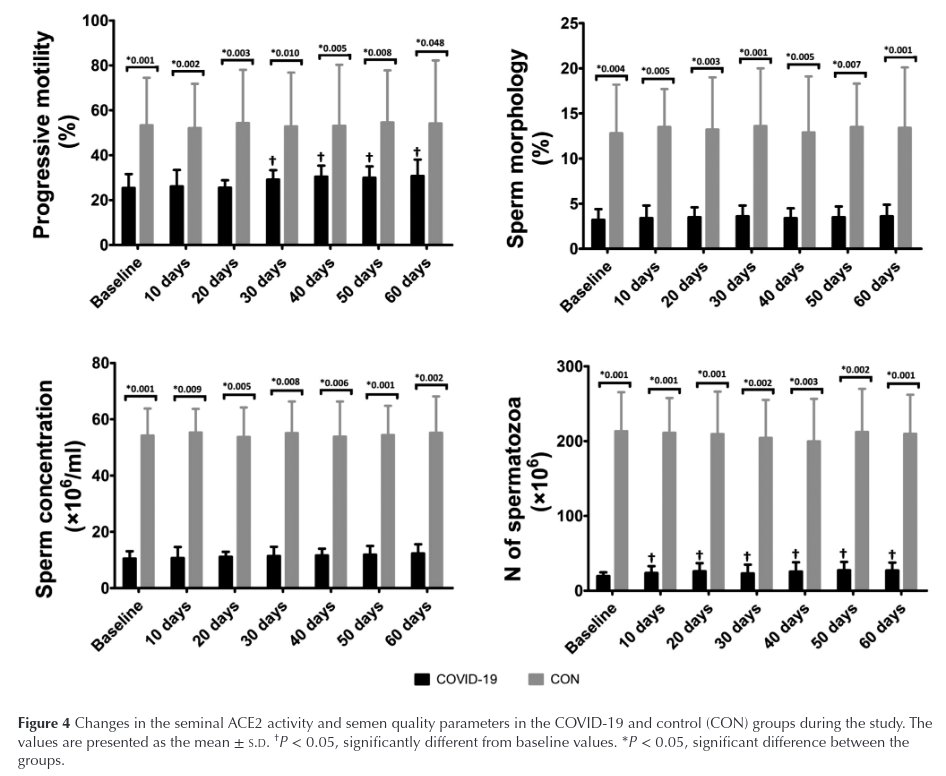 Progressive motility
(%)
100
80
60
40
20
0
*0.001
*0.002
*0.003
*0.010
*0.005
*0.008
*0.048
†
†
†
†
Baseline
10 days
20 days
30 days
40 days
50 days
60 days
Sperm morphology
(%)
25
20
15
10
5
0
*0.004
*0.005
*0.003
*0.001
*0.005
*0.007
*0.001
Baseline
10 days
20 days
30 days
40 days
50 days
60 days
Sperm concentration
(×10⁶/ml)
80
60
40
20
0
*0.001
*0.009
*0.005
*0.008
*0.006
*0.001
*0.002
Baseline
10 days
20 days
30 days
40 days
50 days
60 days
N of spermatozoa
(×10⁶)
300
200
100
0
*0.001
*0.001
*0.001
*0.002
*0.003
*0.002
*0.001
†
†
†
†
†
†
Baseline
10 days
20 days
30 days
40 days
50 days
60 days
COVID-19
CON
Figure 4 Changes in the seminal ACE2 activity and semen quality parameters in the COVID-19 and control (CON) groups during the study. The
values are presented as the mean ± S.D. †P < 0.05, significantly different from baseline values. *P < 0.05, significant difference between the
groups.